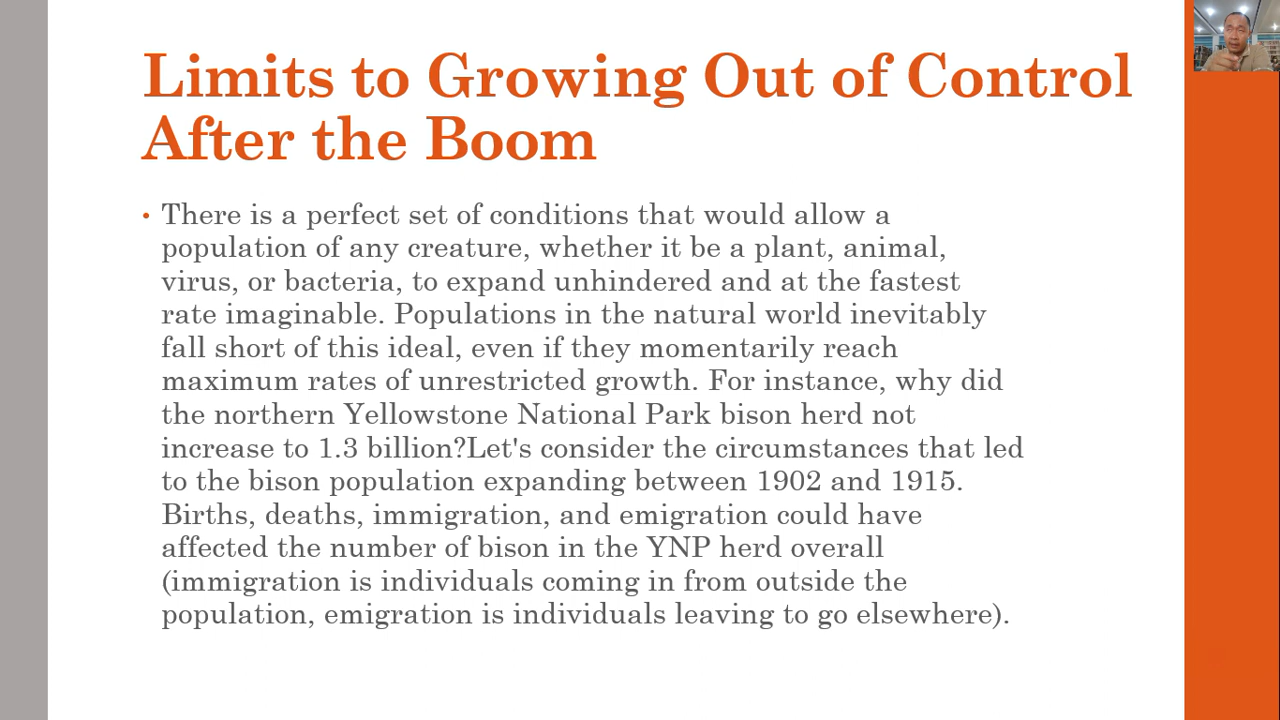 Limits to Growing Out of Control
After the Boom
• There is a perfect set of conditions that would allow a
population of any creature, whether it be a plant, animal,
virus, or bacteria, to expand unhindered and at the fastest
rate imaginable. Populations in the natural world inevitably
fall short of this ideal, even if they momentarily reach
maximum rates of unrestricted growth. For instance, why did
the northern Yellowstone National Park bison herd not
increase to 1.3 billion?Let's consider the circumstances that led
to the bison population expanding between 1902 and 1915.
Births, deaths, immigration, and emigration could have
affected the number of bison in the YNP herd overall
(immigration is individuals coming in from outside the
population, emigration is individuals leaving to go elsewhere).